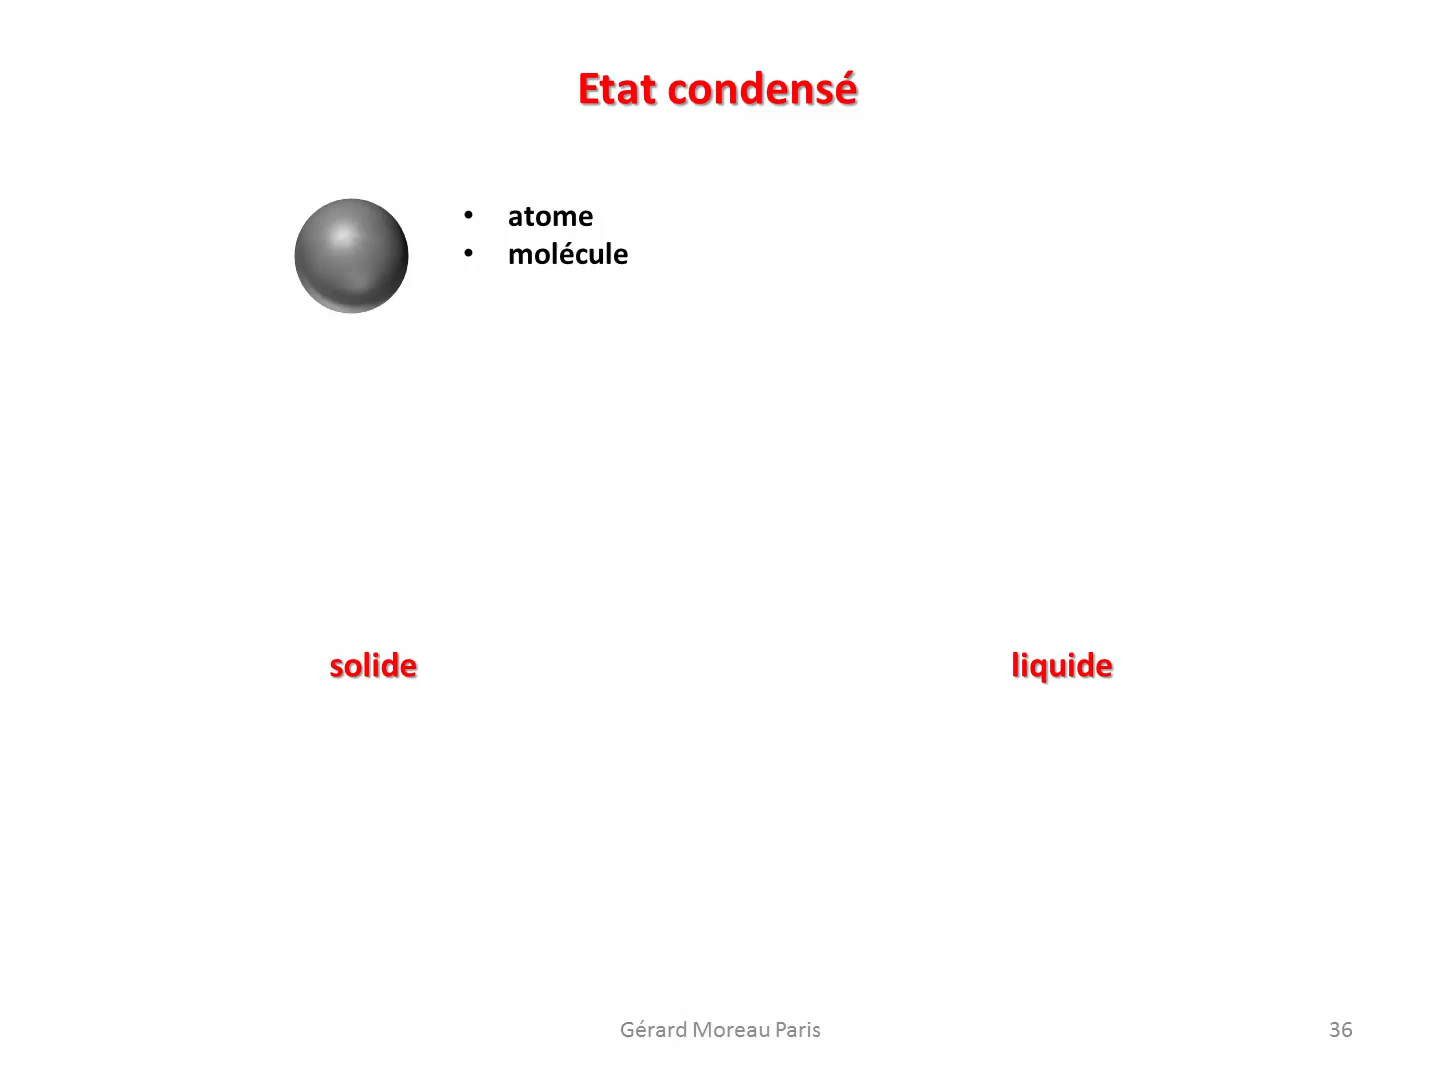 Etat condensé
• atome
• molécule
solide
liquide
Gérard Moreau Paris
36